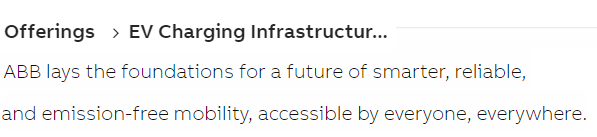 Offerings > EV Charging Infrastructur...
ABB lays the foundations for a future of smarter, reliable,
and emission-free mobility, accessible by everyone, everywhere.